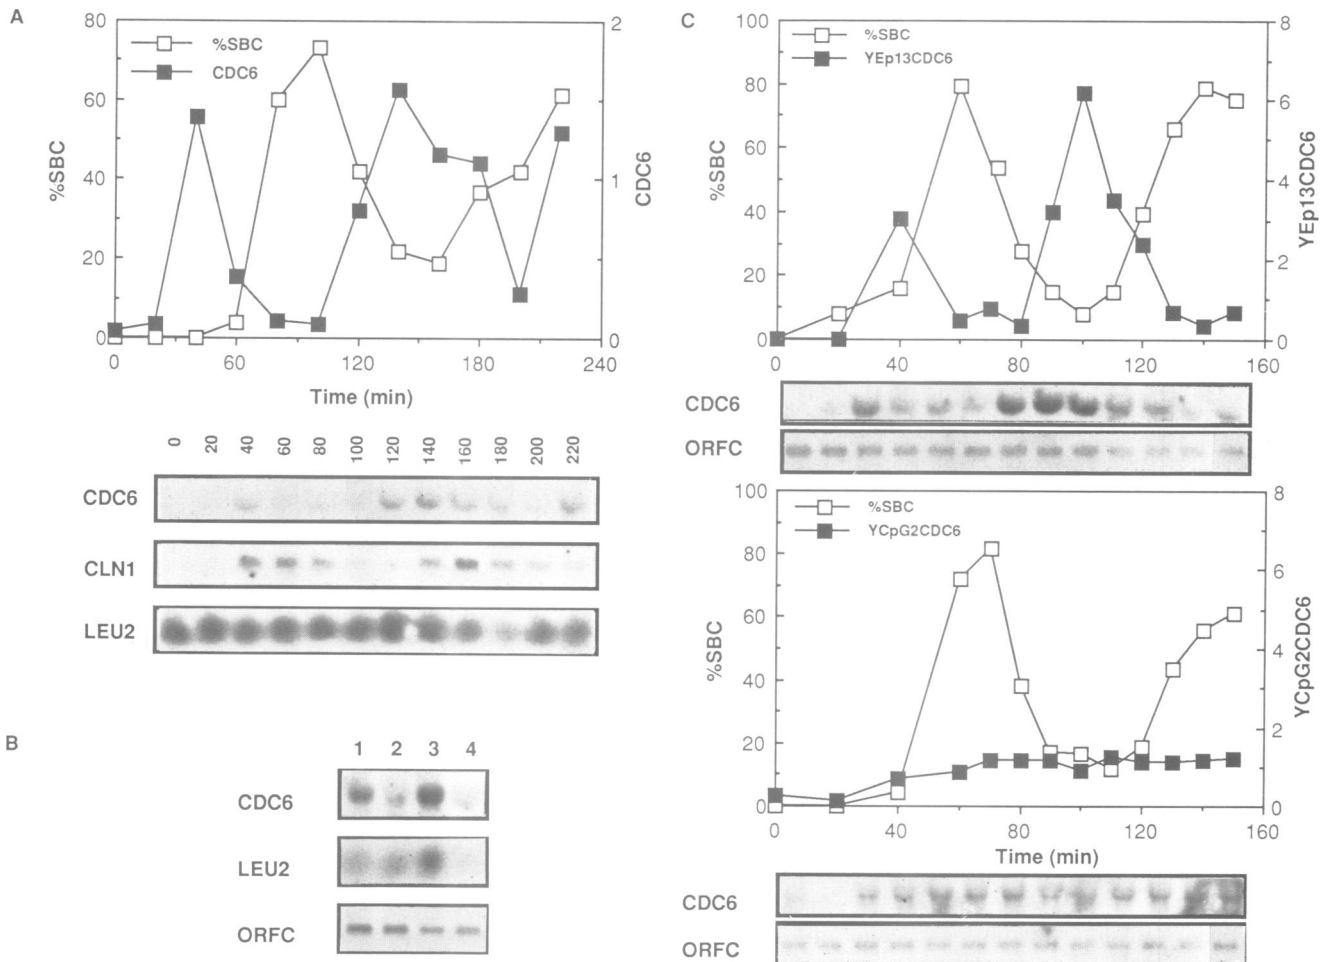 A
80
60
40
20
0
%SBC
%SBC
CDC6
2
1
0
CDC6
0 60 120 180 240
Time (min)
0 20 40 60 80 100 120 140 160 180 200 220
CDC6
CLN1
LEU2
B
1 2 3 4
CDC6
LEU2
ORFC
C
100
80
60
40
20
0
%SBC
%SBC
YEp13CDC6
8
6
4
2
0
YEp13CDC6
0 40 80 120 160
CDC6
ORFC
100
80
60
40
20
0
%SBC
%SBC
YCpG2CDC6
8
6
4
2
0
YCpG2CDC6
0 40 80 120 160
Time (min)
CDC6
ORFC